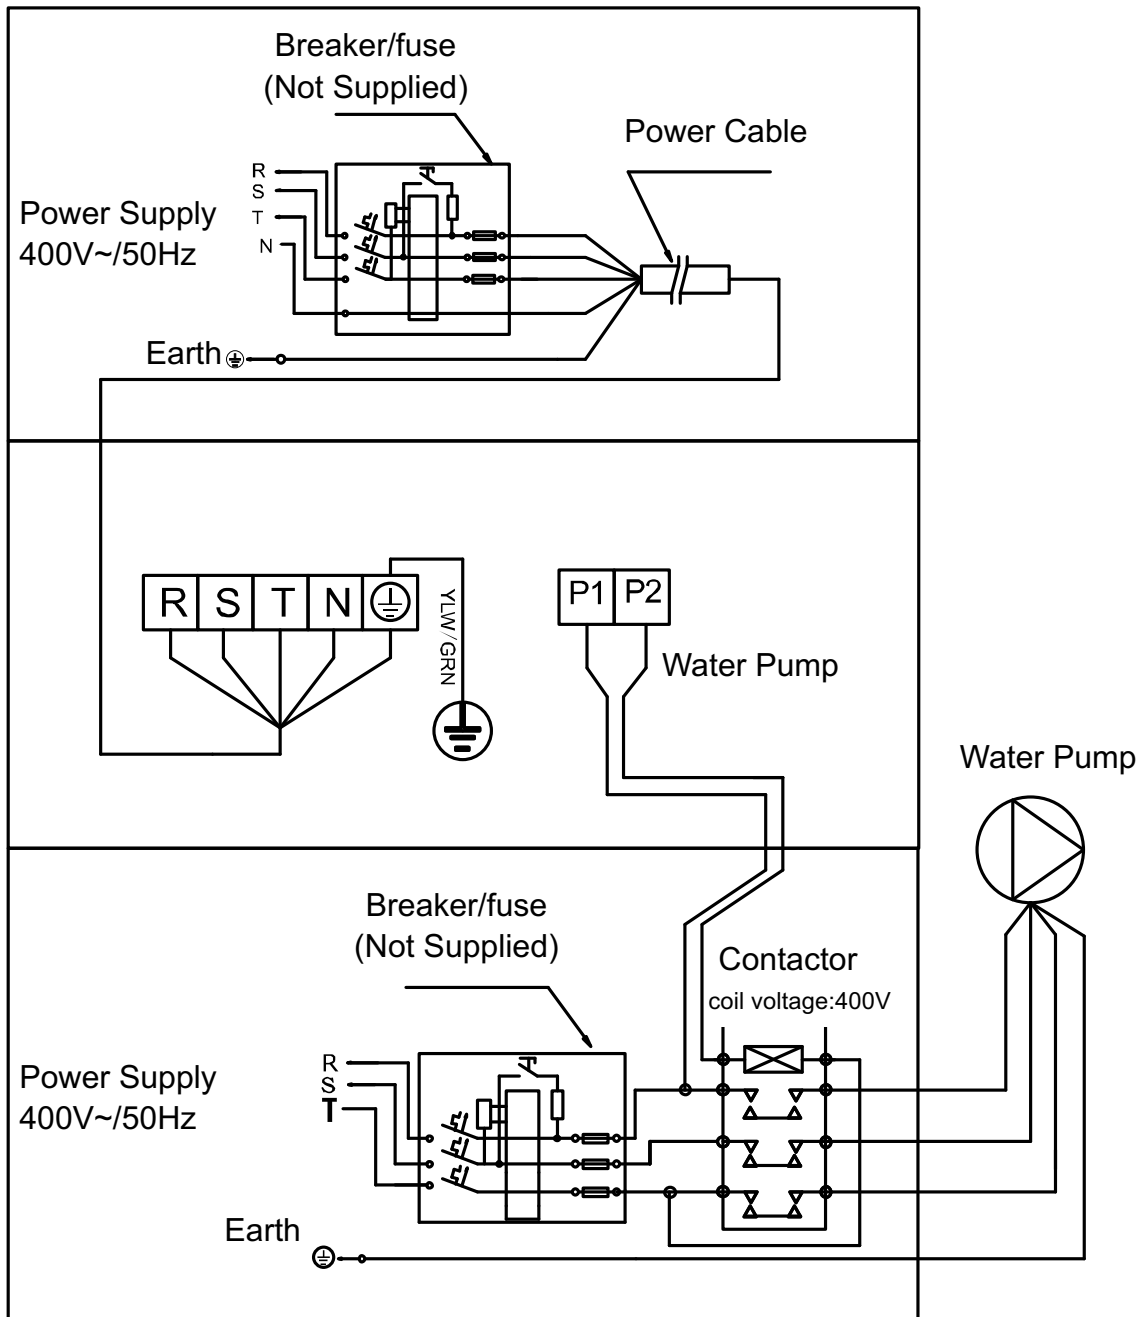 Breaker/fuse
(Not Supplied)
Power Cable
R
S
T
N
Power Supply
400V~/50Hz
Earth
R S T N
YLW/GRN
P1 P2
Water Pump
Water Pump
Breaker/fuse
(Not Supplied)
Contactor
coil voltage:400V
Power Supply
400V~/50Hz
R
S
T
Earth